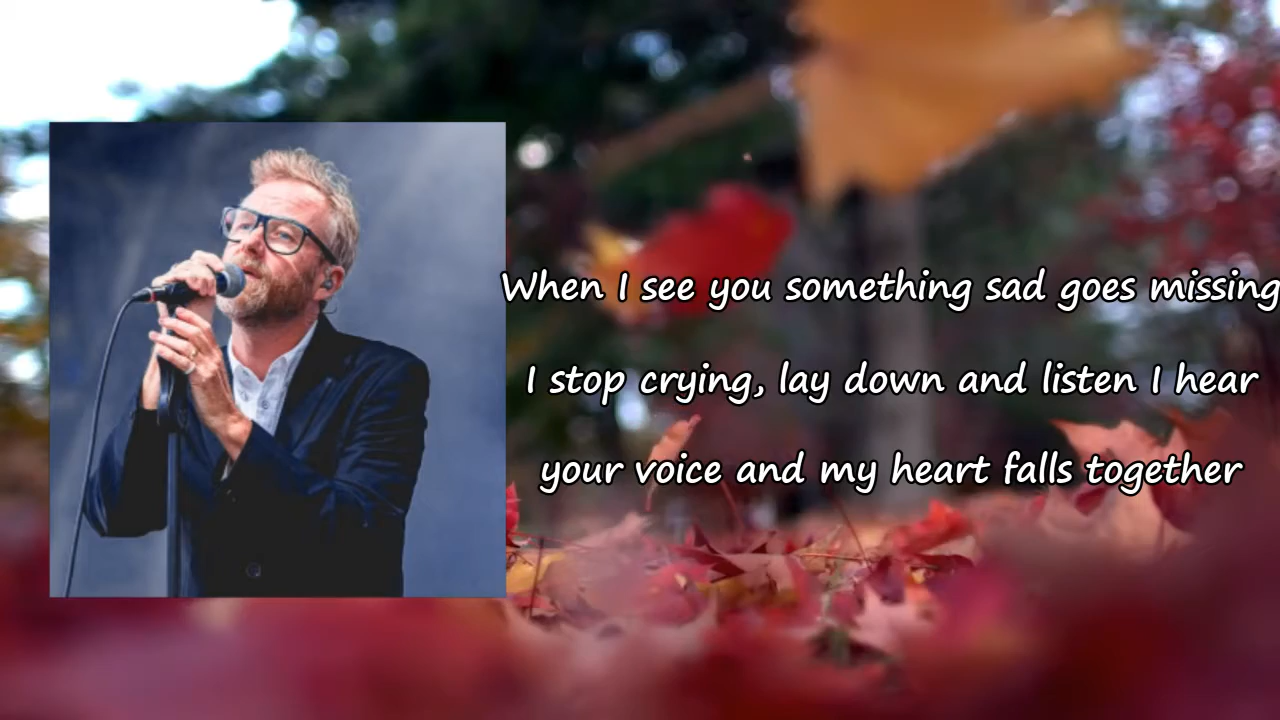 When I see you something sad goes missing
I stop crying, lay down and listen I hear
your voice and my heart falls together